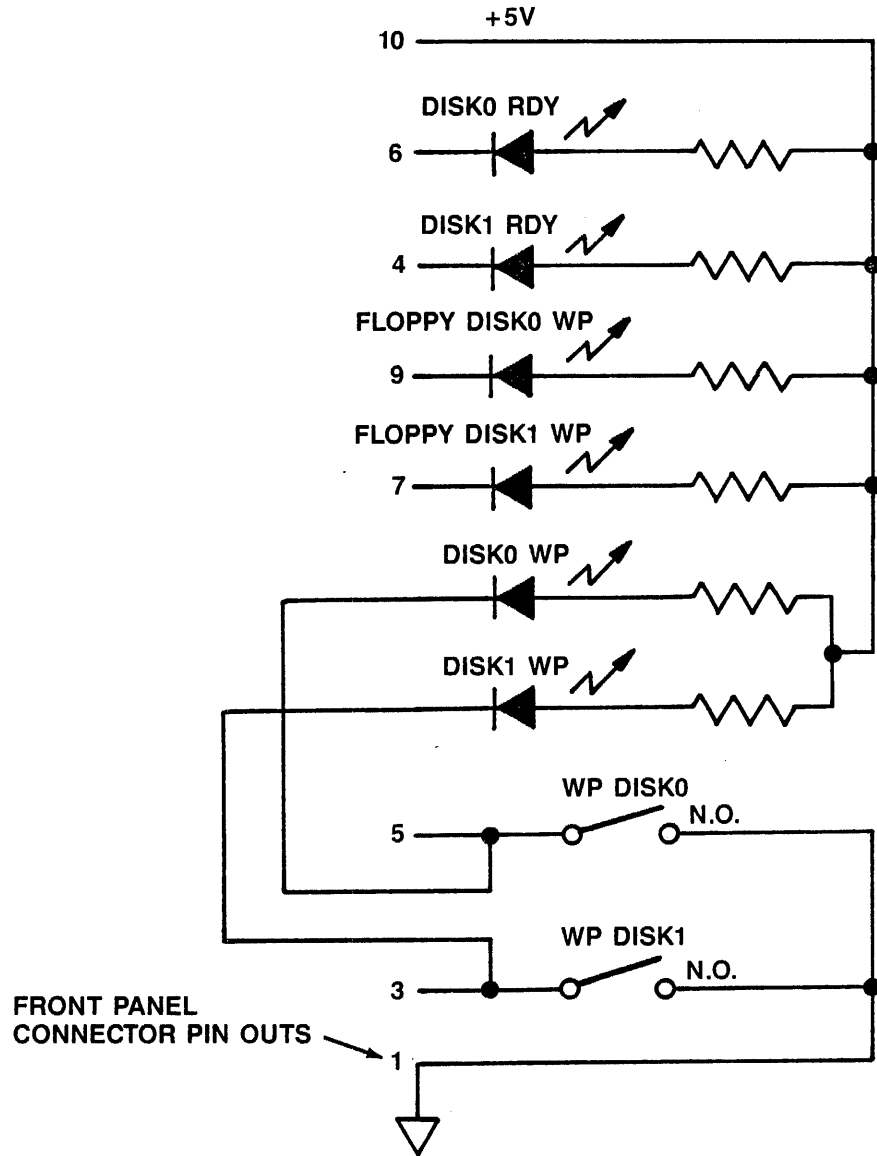 +5V
10
DISK0 RDY
6
DISK1 RDY
4
FLOPPY DISK0 WP
9
FLOPPY DISK1 WP
7
DISK0 WP
DISK1 WP
WP DISK0
N.O.
5
WP DISK1
N.O.
3
FRONT PANEL
CONNECTOR PIN OUTS
1